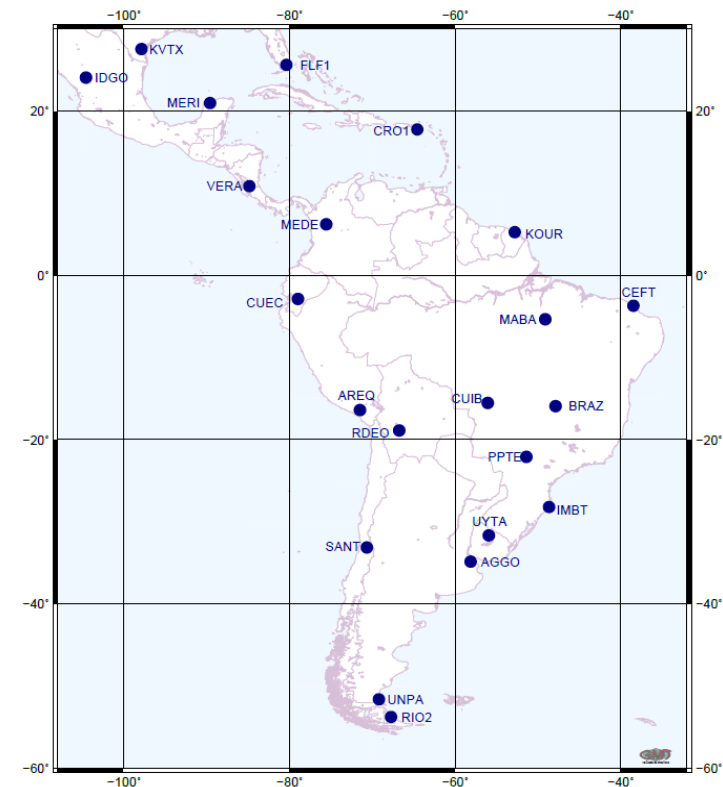 −100° −80° −60° −40°
KVTX
FLF1
IDGO
MERI
20° 20°
CRO1
VERA
MEDE
KOUR
0° 0°
CUEC
CEFT
MABA
AREQ
CUIB
BRAZ
RDEO
−20° −20°
PPTE
IMBT
UYTA
SANT
AGGO
−40° −40°
UNPA
RIO2
GMT
−60° −60°
−100° −80° −60° −40°